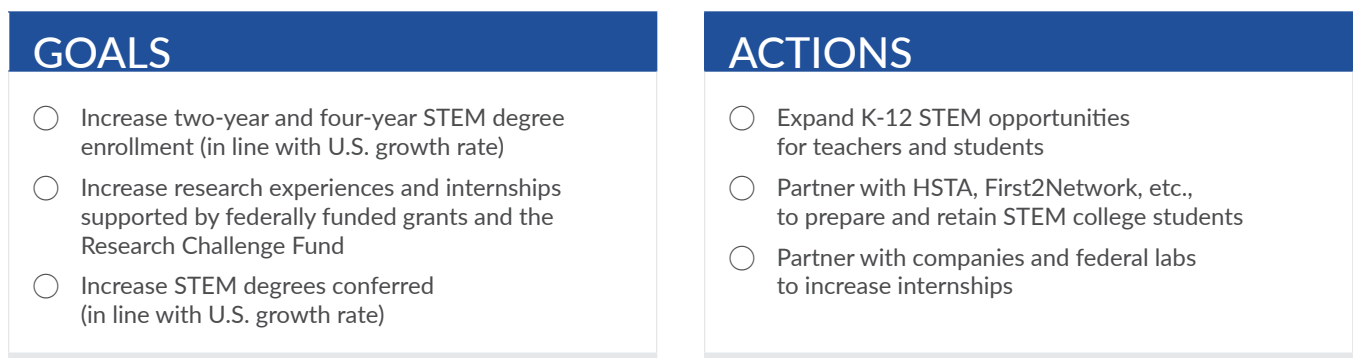 GOALS
Increase two-year and four-year STEM degree
enrollment (in line with U.S. growth rate)
Increase research experiences and internships
supported by federally funded grants and the
Research Challenge Fund
Increase STEM degrees conferred
(in line with U.S. growth rate)
ACTIONS
Expand K-12 STEM opportunities
for teachers and students
Partner with HSTA, First2Network, etc.,
to prepare and retain STEM college students
Partner with companies and federal labs
to increase internships